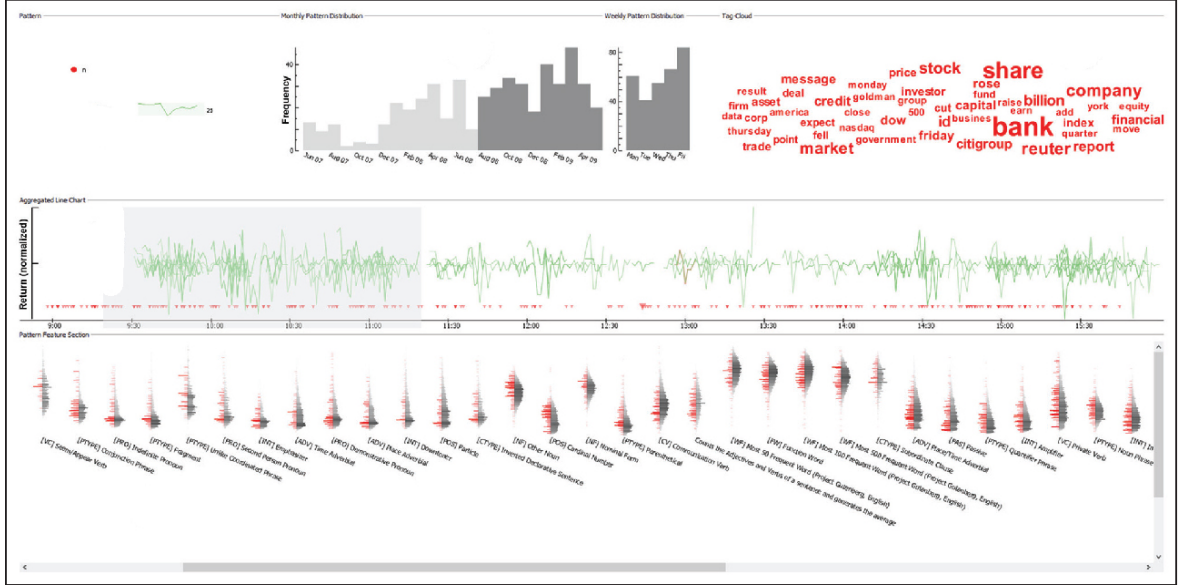 Pattern
Monthly Pattern Distribution
Weekly Pattern Distribution
Tag-Cloud
n
25
Frequency
40
0
Jun 07 Aug 07 Oct 07 Dec 07 Feb 08 Apr 08 Jun 08 Aug 08 Oct 08 Dec 08 Feb 09 Apr 09
80
40
0
Mon Tue Wed Thu Fri
price stock share
message monday rose
result deal goldman investor fund company
firm asset credit group cut capital raise billion york equity
data corp america close 500 earn add
expect dow id busines bank index financial
thursday nasdaq quarter move
point fell government friday
trade market citigroup reuter report
Aggregated Line Chart
Return (normalized)
9:00 9:30 10:00 10:30 11:00 11:30 12:00 12:30 13:00 13:30 14:00 14:30 15:00 15:30
Pattern Feature Section
[VC] Seem/Appear Verb
[PTYPE] Conjunction Phrase
[PRO] Indefinite Pronoun
[PTYPE] Fragment
[PTYPE] Unlike Coordinated Phrase
[PRO] Second Person Pronoun
[INT] Emphasizer
[ADV] Time Adverbial
[PRO] Demonstrative Pronoun
[ADV] Place Adverbial
[INT] Downtoner
[POS] Particle
[CTYPE] Inverted Declarative Sentence
[NF] Other Noun
[POS] Cardinal Number
[NF] Nominal Form
[PTYPE] Parenthetical
[CV] Communication Verb
Counts the Adjectives and Verbs of a sentence and generates the average
[WF] Most 50 Frequent Word (Project Gutenberg, English)
[FW] Function Word
[WF] Most 100 Frequent Word (Project Gutenberg, English)
[WF] Most 500 Frequent Word (Project Gutenberg, English)
[CTYPE] Subordinate Clause
[ADV] Place/Time Adverbial
[PAS] Passive
[PTYPE] Quantifier Phrase
[INT] Amplifier
[VC] Private Verb
[PTYPE] Noun Phrase
[INT]